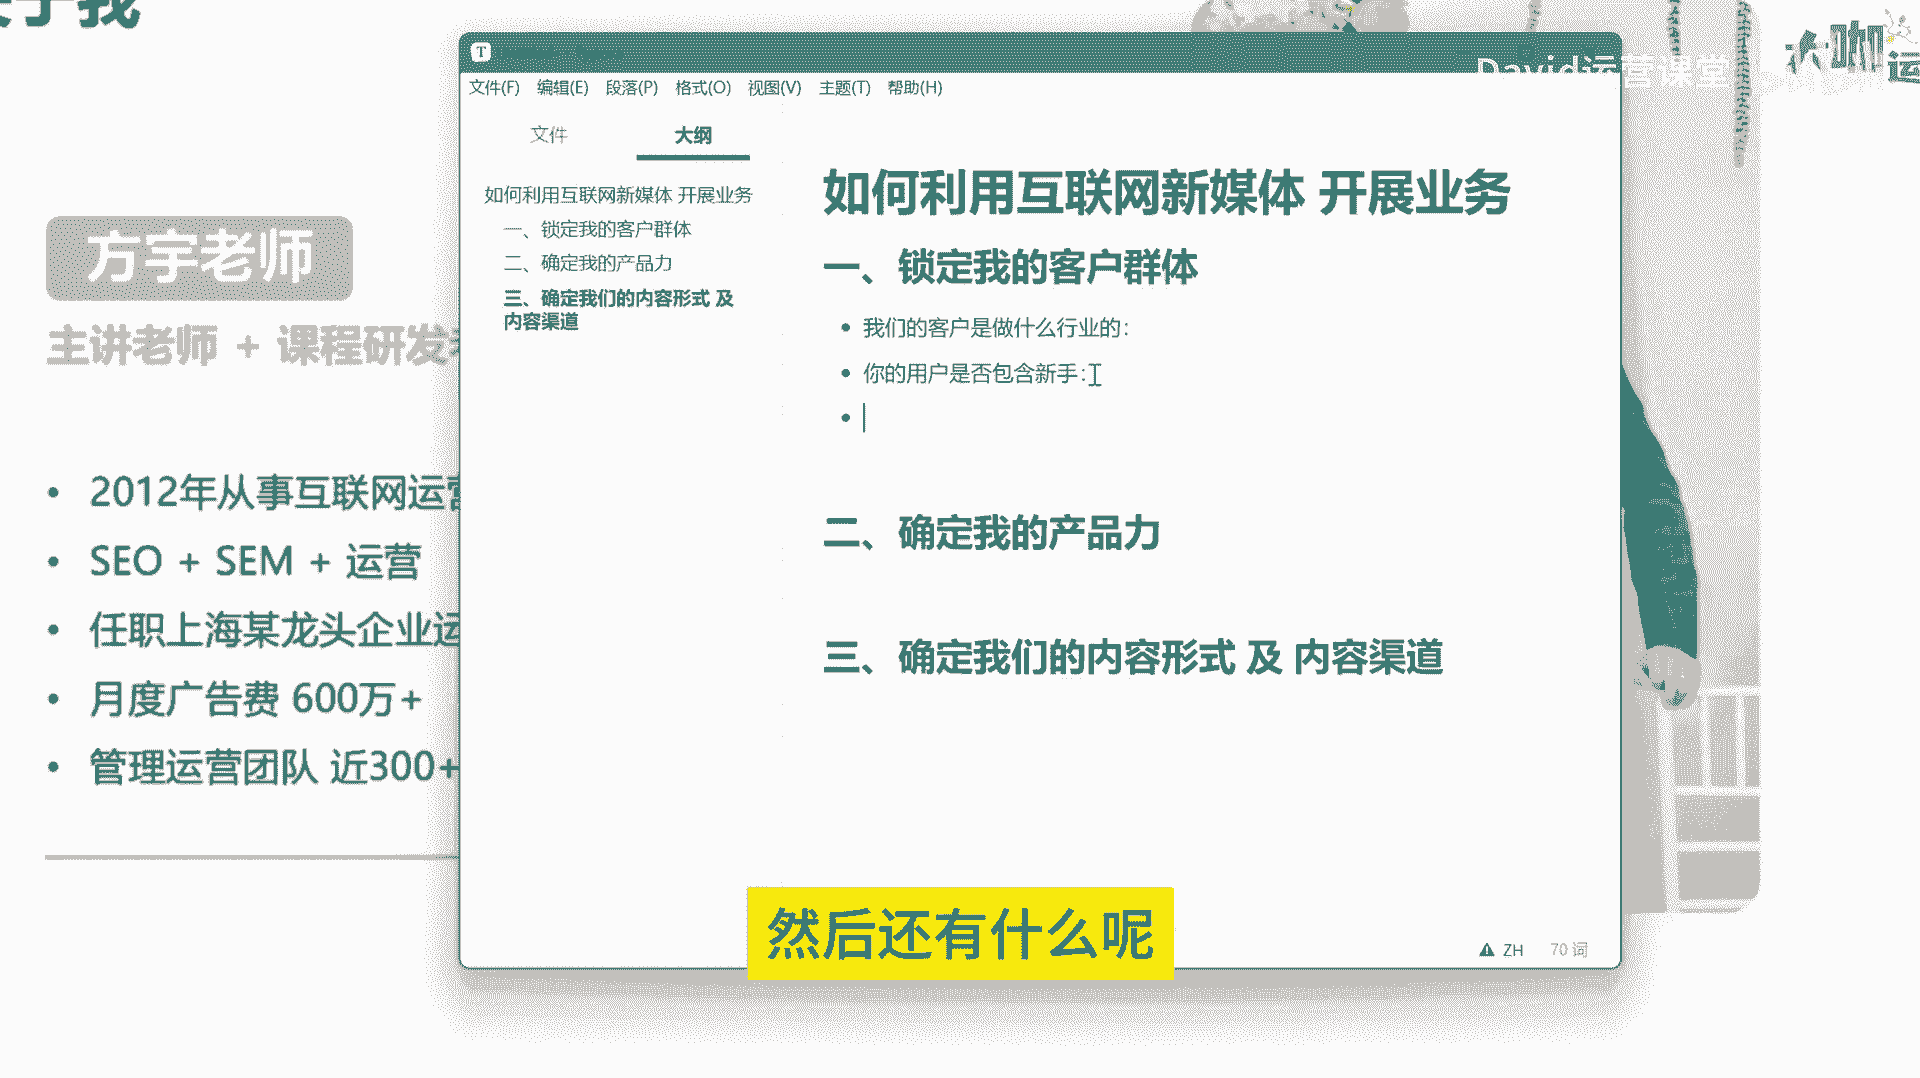 关于我
方宇老师
主讲老师 + 课程研发
2012年从事互联网运营
SEO + SEM + 运营
任职上海某龙头企业运
月度广告费 600万+
管理运营团队 近300+
T
文件(F) 编辑(E) 段落(P) 格式(O) 视图(V) 主题(T) 帮助(H)
文件 大纲
如何利用互联网新媒体 开展业务
一、锁定我的客户群体
二、确定我的产品力
三、确定我们的内容形式 及
内容渠道
如何利用互联网新媒体 开展业务
一、锁定我的客户群体
我们的客户是做什么行业的：
你的用户是否包含新手：
二、确定我的产品力
三、确定我们的内容形式 及 内容渠道
ZH 70 词
David运营课堂
大咖运
然后还有什么呢